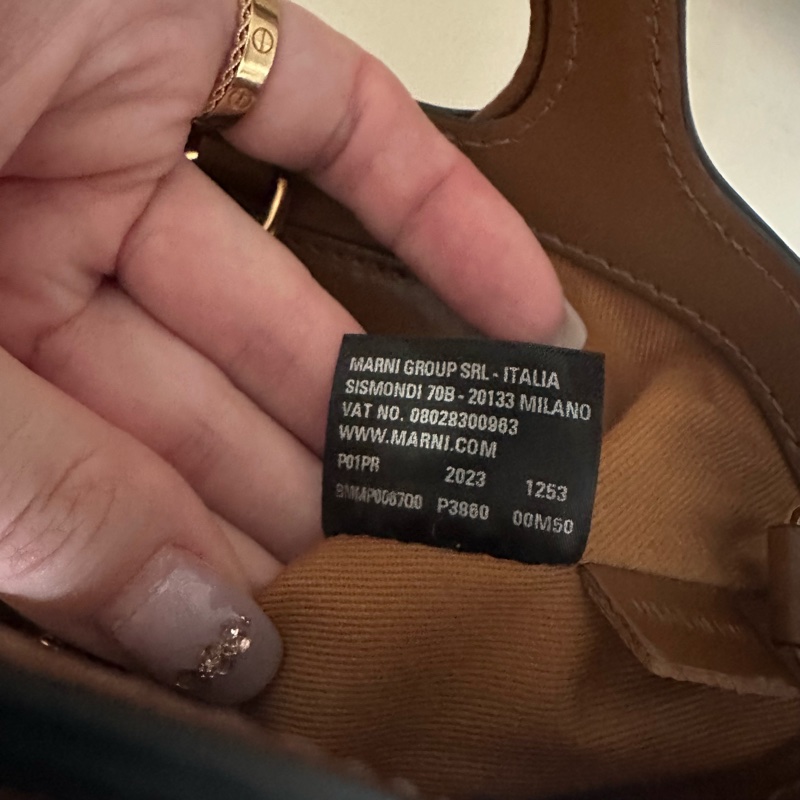 MARNI GROUP SRL - ITALIA
SISMONDI 70B - 20133 MILANO
VAT NO. 08028300963
WWW.MARNI.COM
P01PR 2023 1253
P3860 00M50